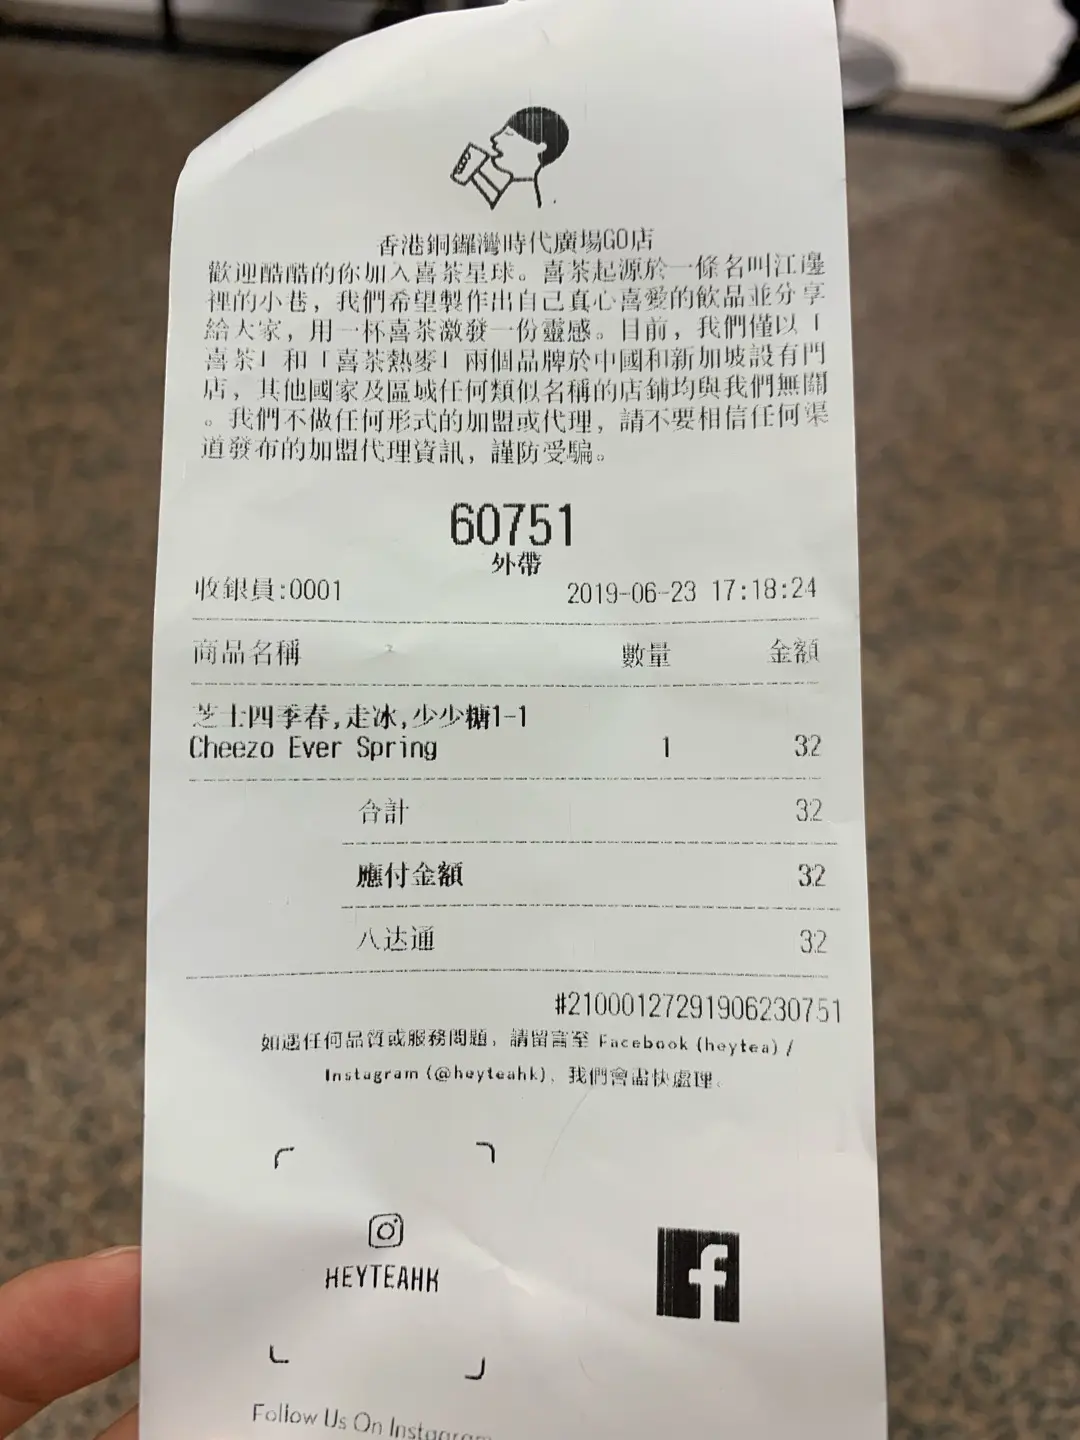 香港銅鑼灣時代廣場GO店
歡迎酷酷的你加入喜茶星球。喜茶起源於一條名叫江邊
裡的小巷，我們希望製作出自己真心喜愛的飲品並分享
給大家，用一杯喜茶激發一份靈感。目前，我們僅以「
喜茶」和「喜茶熱麥」兩個品牌於中國和新加坡設有門
店，其他國家及區域任何類似名稱的店鋪均與我們無關
。我們不做任何形式的加盟或代理，請不要相信任何渠
道發布的加盟代理資訊，謹防受騙。
60751
外帶
收銀員:0001 2019-06-23 17:18:24
商品名稱 數量 金額
芝士四季春,走冰,少少糖1-1
Cheezo Ever Spring 1 32
合計 32
應付金額 32
八达通 32
#21000127291906230751
如遇任何品質或服務問題，請留言至 Facebook (heytea) /
Instagram (@heyteahk)，我們會盡快處理。
HEYTEAHK
f
Follow Us On Instagram